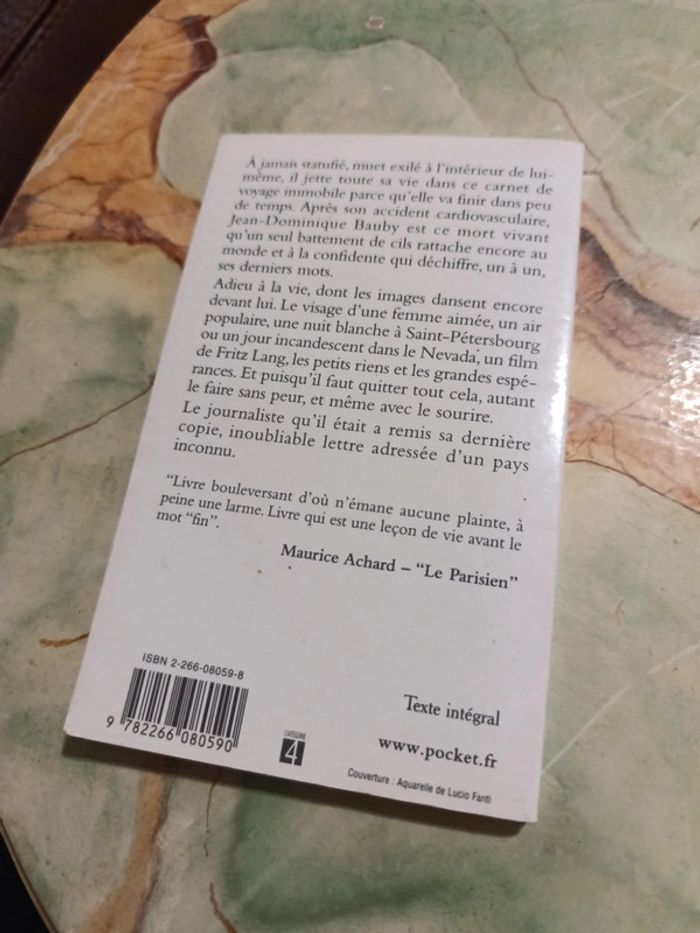 À jamais statufié, muet exilé à l'intérieur de lui-
même, il jette toute sa vie dans ce carnet de
voyage immobile parce qu'elle va finir dans peu
de temps. Après son accident cardiovasculaire,
Jean-Dominique Bauby est ce mort vivant
qu'un seul battement de cils rattache encore au
monde et à la confidente qui déchiffre, un à un,
ses derniers mots.
Adieu à la vie, dont les images dansent encore
devant lui. Le visage d'une femme aimée, un air
populaire, une nuit blanche à Saint-Pétersbourg
ou un jour incandescent dans le Nevada, un film
de Fritz Lang, les petits riens et les grandes espé-
rances. Et puisqu'il faut quitter tout cela, autant
le faire sans peur, et même avec le sourire.
Le journaliste qu'il était a remis sa dernière
copie, inoubliable lettre adressée d'un pays
inconnu.
“Livre bouleversant d'où n'émane aucune plainte, à
peine une larme. Livre qui est une leçon de vie avant le
mot “fin”.
Maurice Achard – “Le Parisien”
ISBN 2-266-08059-8
9 782266 080590
CATÉGORIE
4
Texte intégral
www.pocket.fr
Couverture : Aquarelle de Lucio Fanti